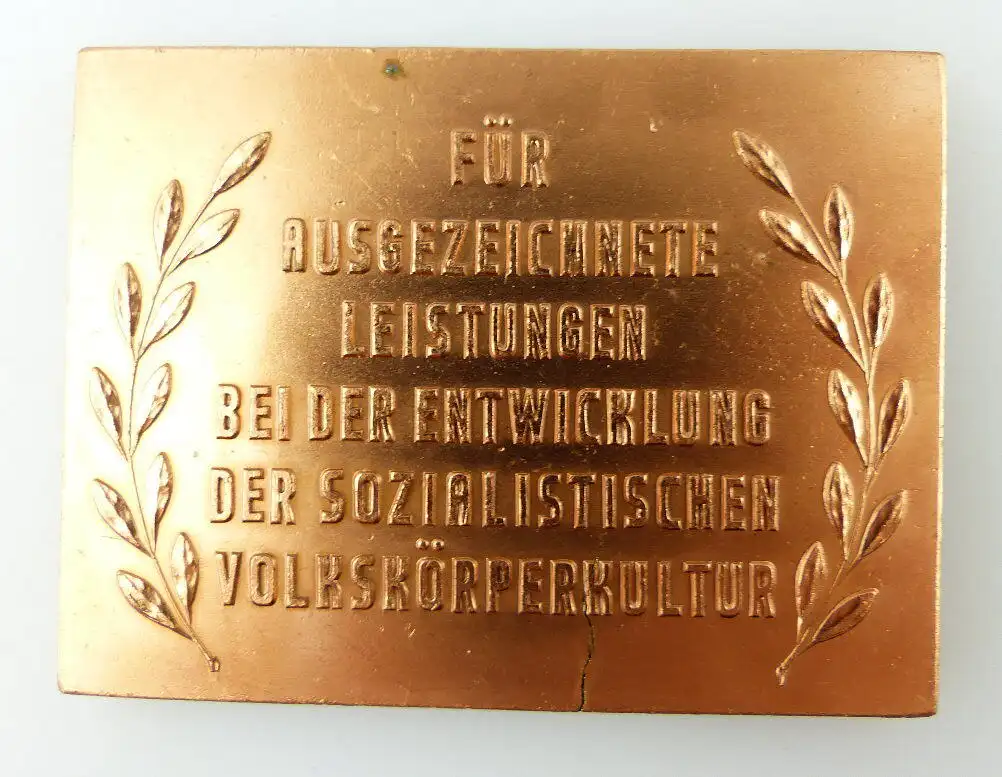 FÜR
AUSGEZEICHNETE
LEISTUNGEN
BEI DER ENTWICKLUNG
DER SOZIALISTISCHEN
VOLKSKÖRPERKULTUR